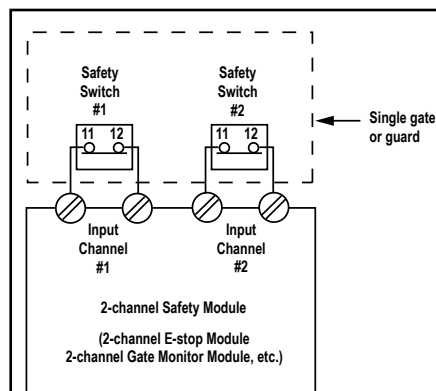 Safety
Switch
#1
Safety
Switch
#2
11 12
11 12
Single gate
or guard
Input
Channel
#1
Input
Channel
#2
2-channel Safety Module
(2-channel E-stop Module
2-channel Gate Monitor Module, etc.)